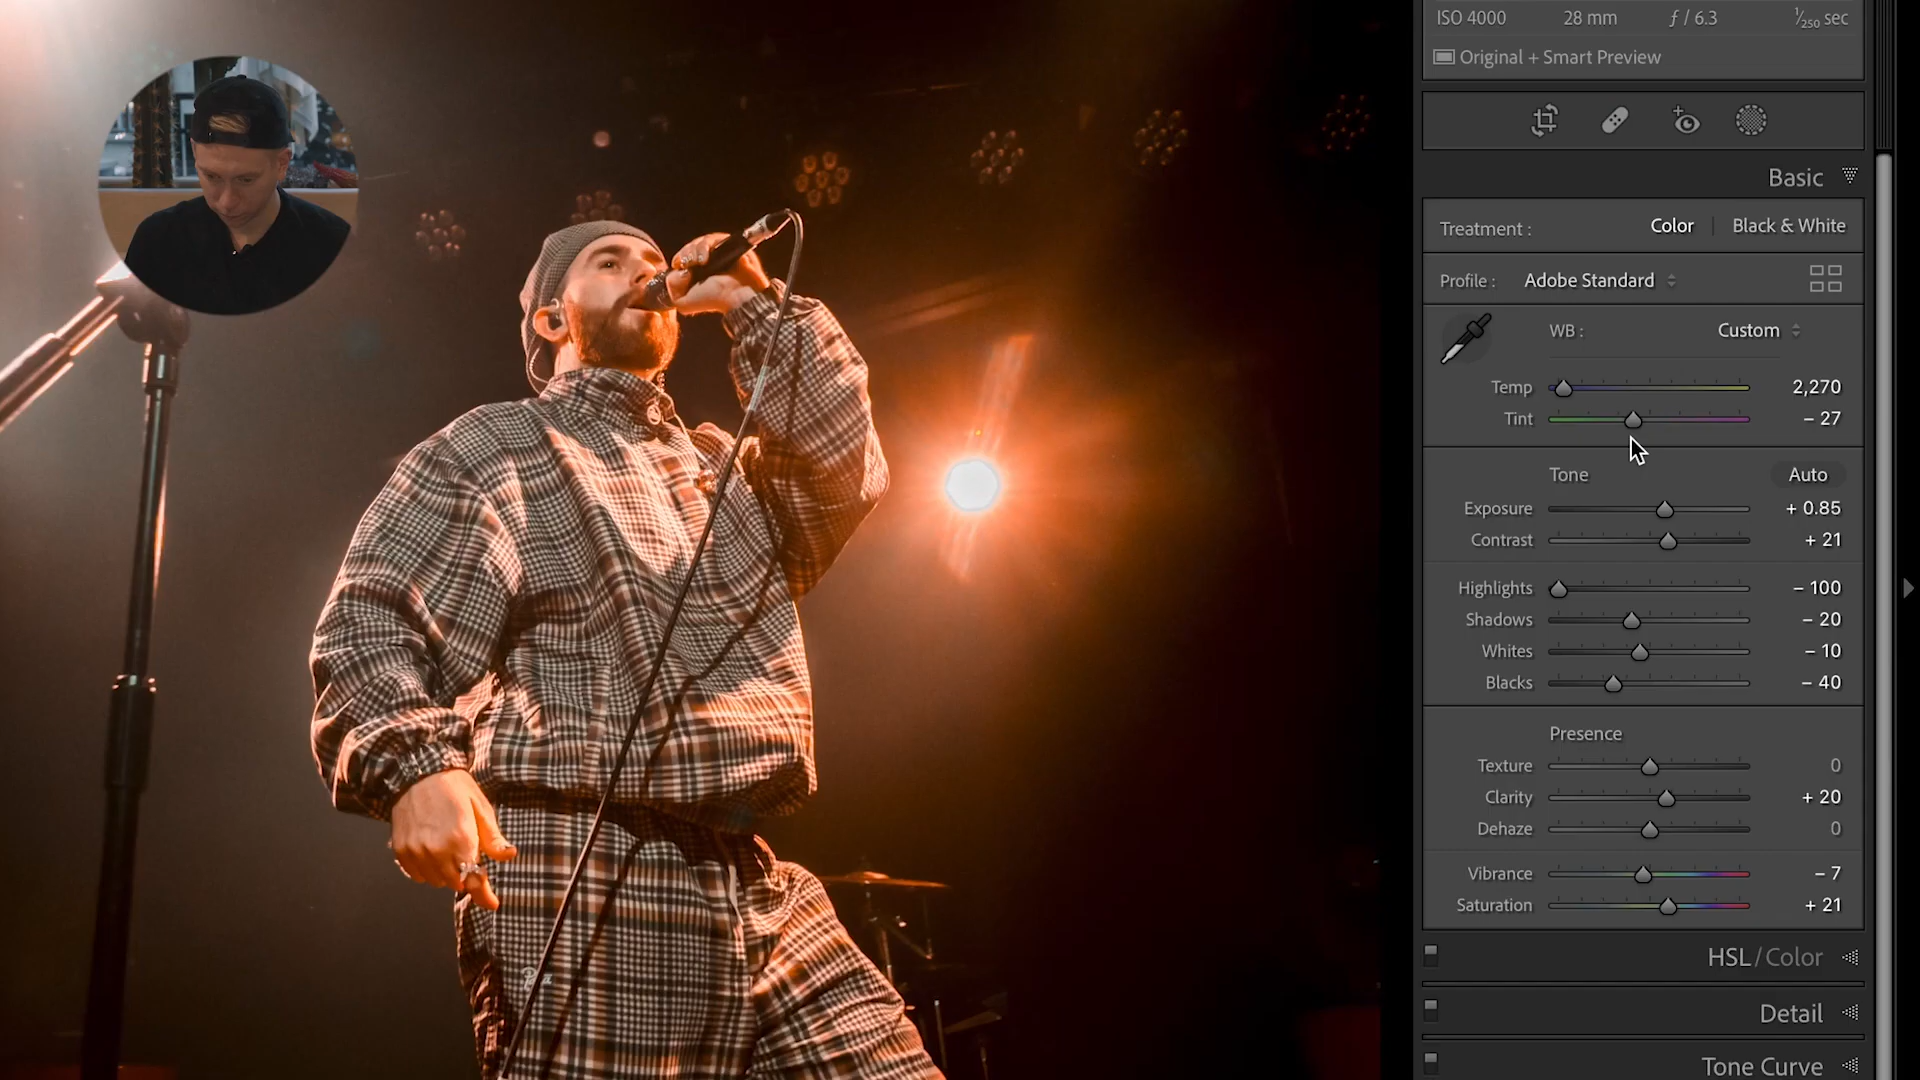 ISO 4000 28 mm ƒ / 6.3 1/250 sec
Original + Smart Preview
Basic
Treatment : Color | Black & White
Profile : Adobe Standard
WB : Custom
Temp 2,270
Tint – 27
Tone Auto
Exposure + 0.85
Contrast + 21
Highlights – 100
Shadows – 20
Whites – 10
Blacks – 40
Presence
Texture 0
Clarity + 20
Dehaze 0
Vibrance – 7
Saturation + 21
HSL / Color
Detail
Tone Curve